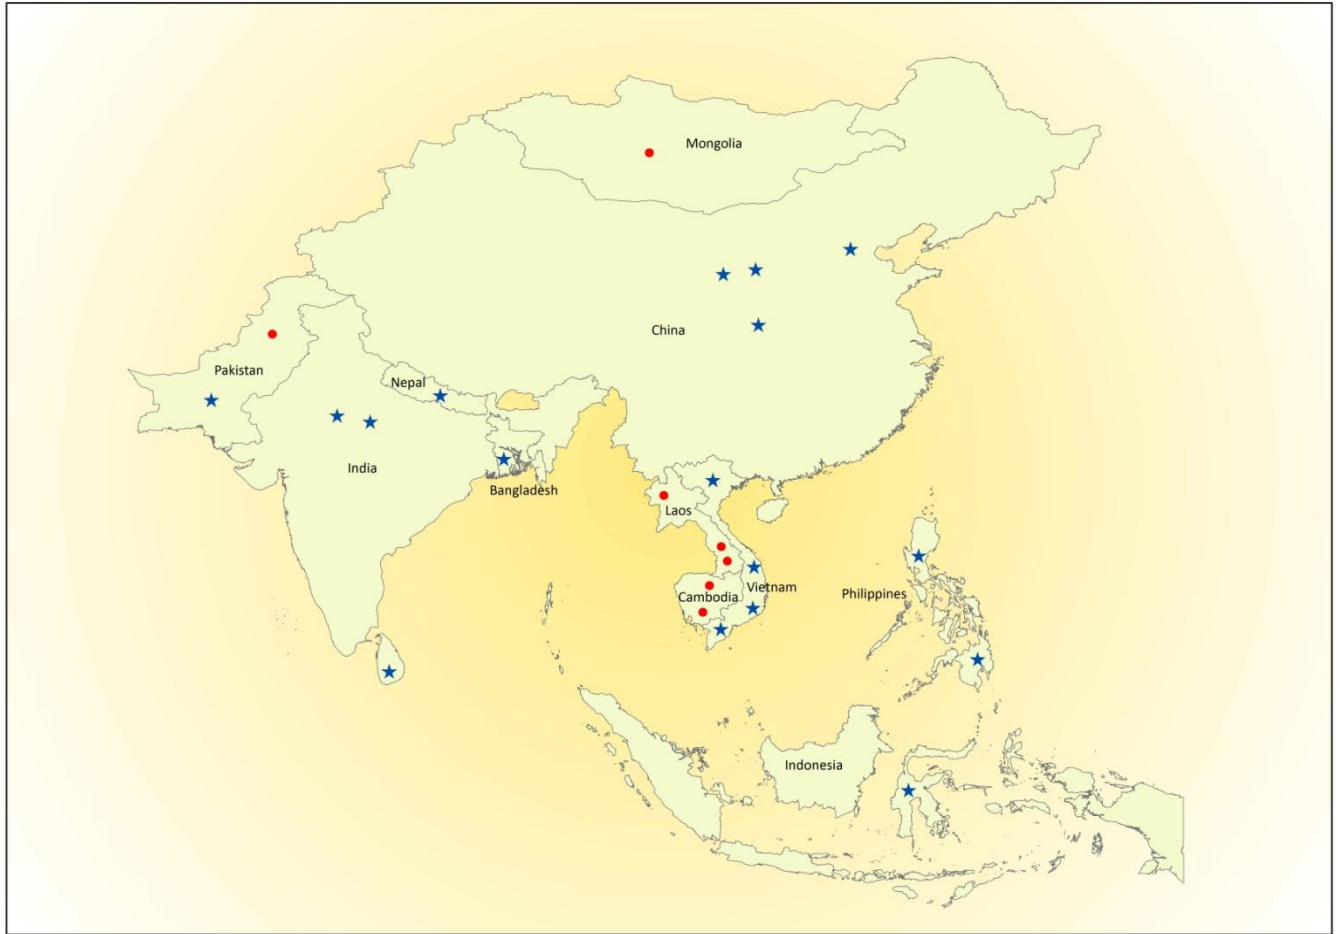 Mongolia
China
Pakistan
Nepal
India
Bangladesh
Laos
Vietnam
Cambodia
Philippines
Indonesia